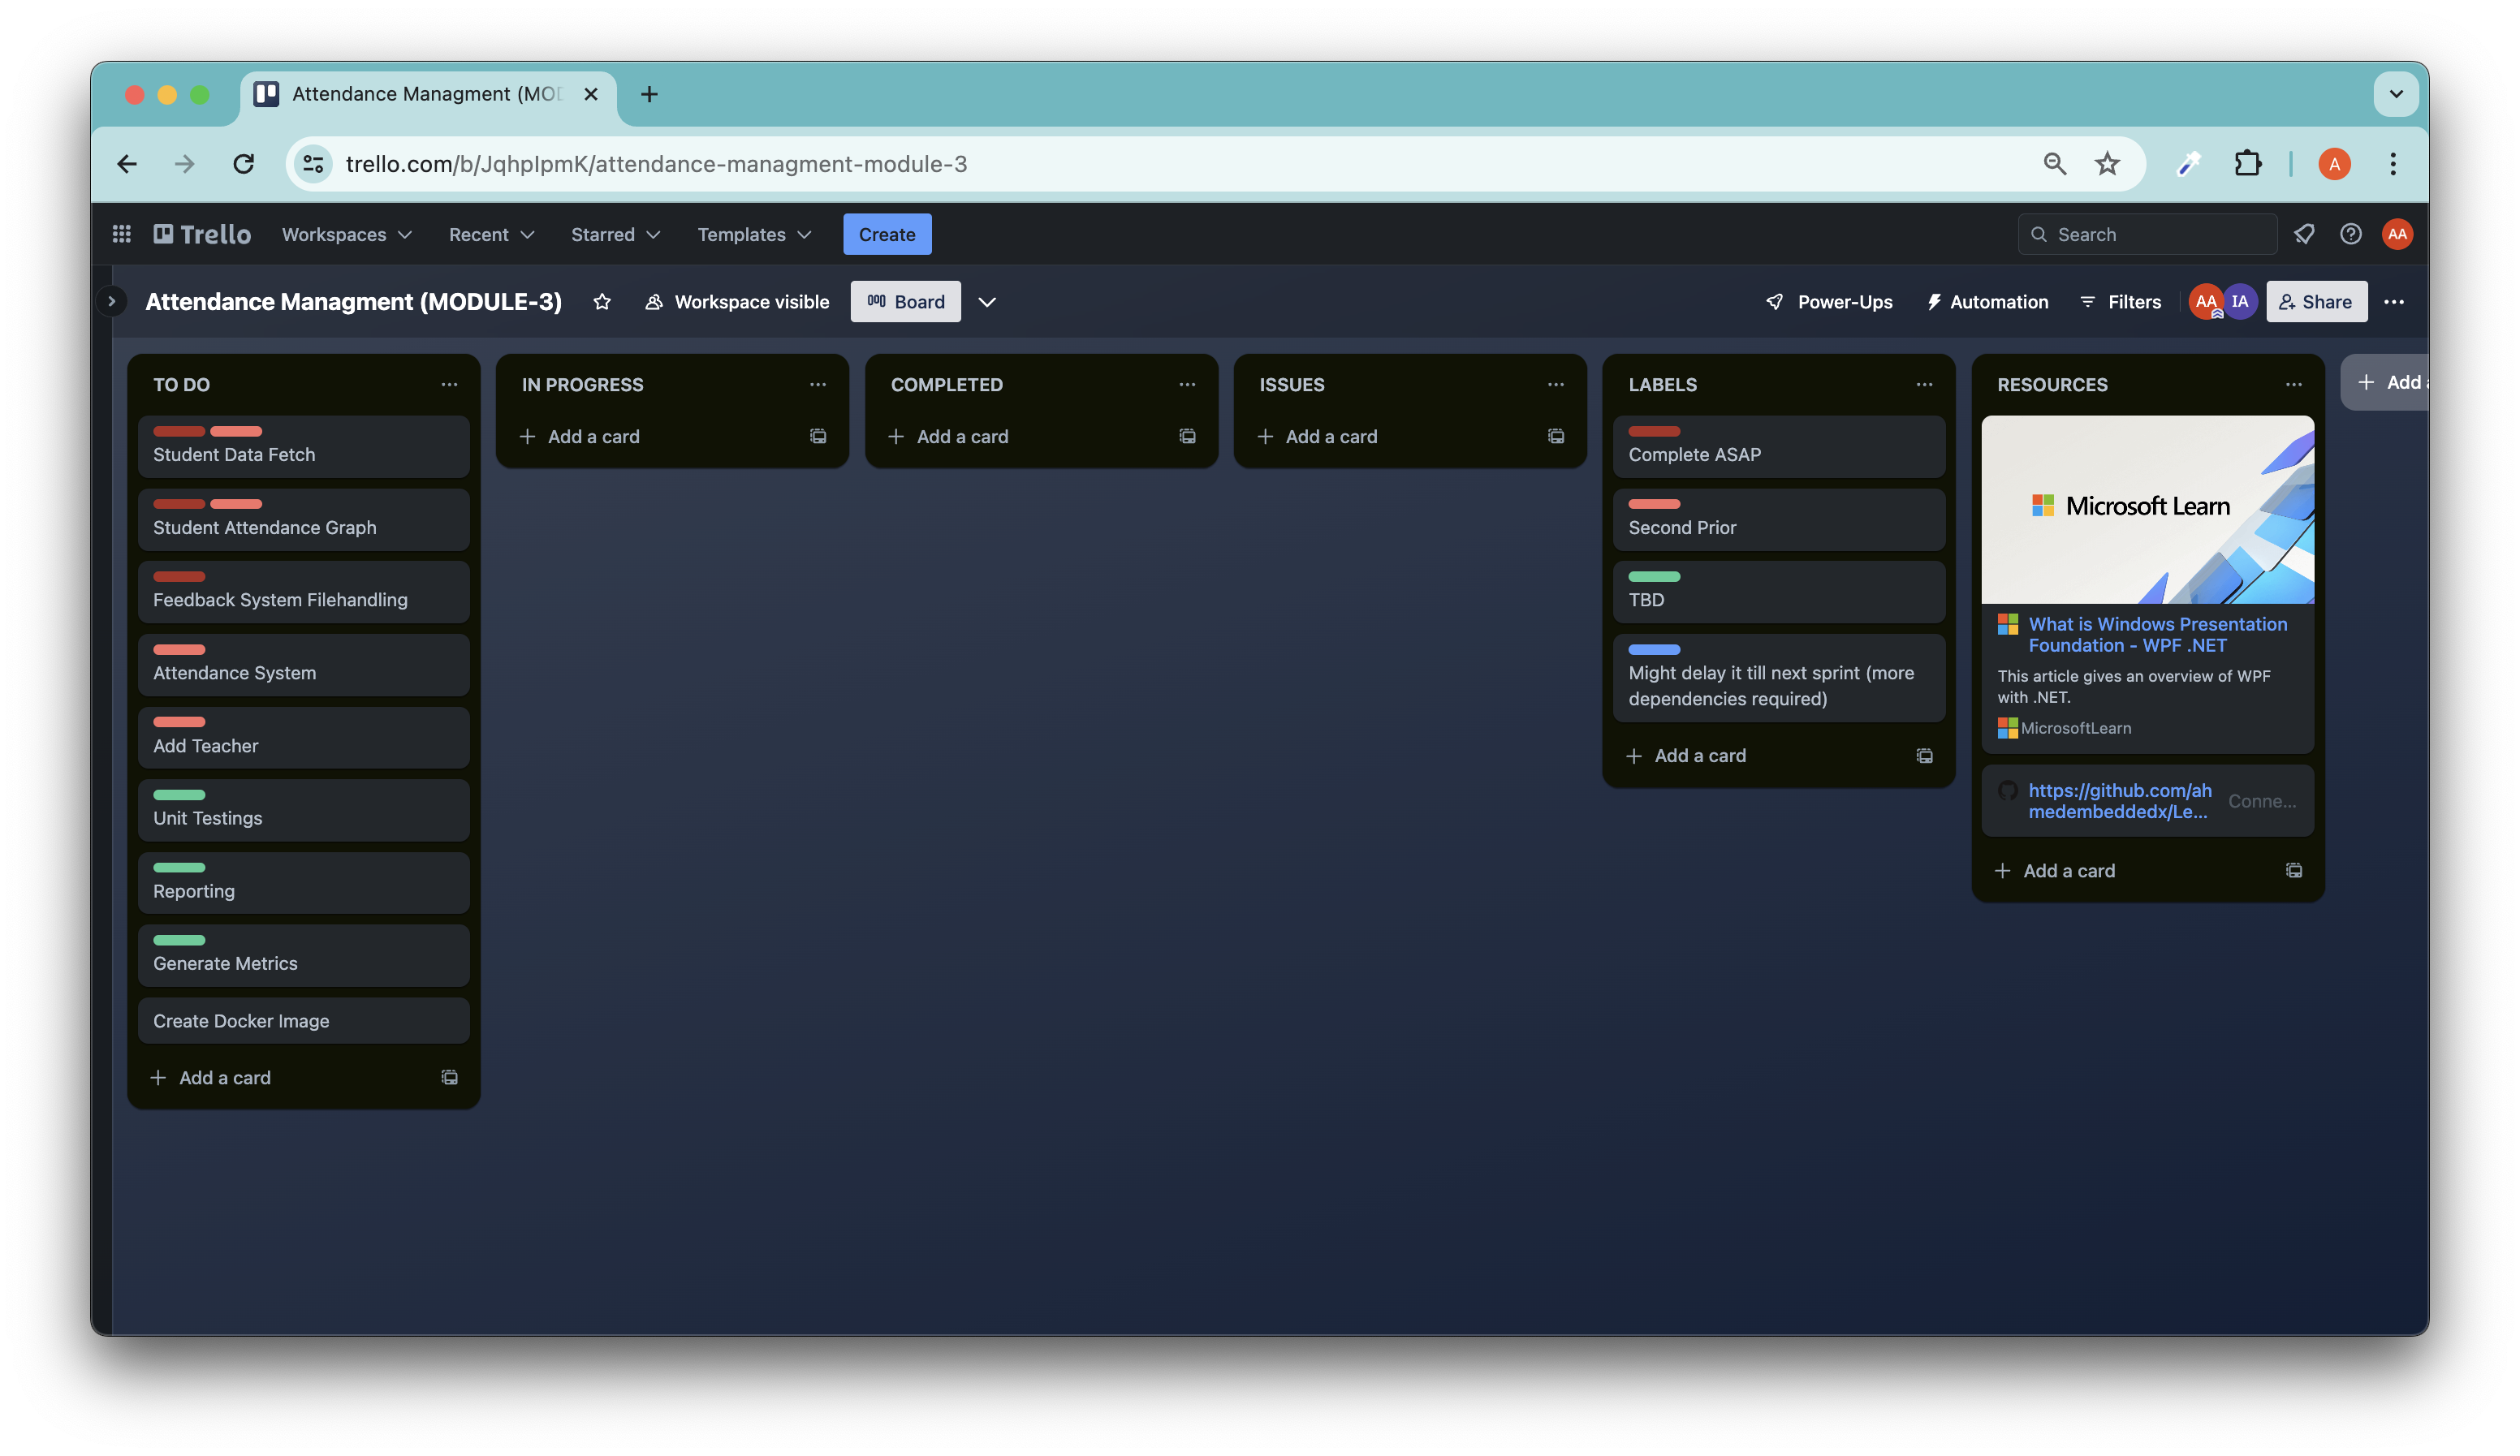 Attendance Managment (MO
trello.com/b/JqhpIpmK/attendance-managment-module-3
A
Trello
Workspaces
Recent
Starred
Templates
Create
Search
AA
Attendance Managment (MODULE-3)
Workspace visible
Board
Power-Ups
Automation
Filters
AA
IA
Share
TO DO
Student Data Fetch
Student Attendance Graph
Feedback System Filehandling
Attendance System
Add Teacher
Unit Testings
Reporting
Generate Metrics
Create Docker Image
Add a card
IN PROGRESS
Add a card
COMPLETED
Add a card
ISSUES
Add a card
LABELS
Complete ASAP
Second Prior
TBD
Might delay it till next sprint (more
dependencies required)
Add a card
RESOURCES
Microsoft Learn
What is Windows Presentation
Foundation - WPF .NET
This article gives an overview of WPF
with .NET.
MicrosoftLearn
https://github.com/ah
medembeddedx/Le...
Conne...
Add a card
Add